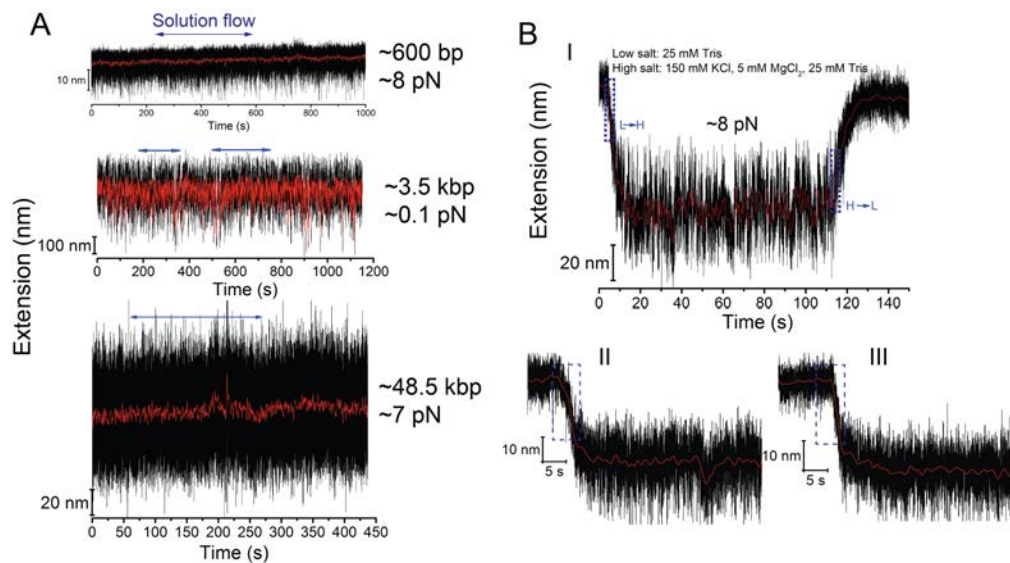 A
Solution flow
~600 bp
~8 pN
10 nm
0 200 400 600 800 1000
Time (s)
~3.5 kbp
~0.1 pN
100 nm
0 200 400 600 800 1000 1200
Time (s)
Extension (nm)
~48.5 kbp
~7 pN
20 nm
0 50 100 150 200 250 300 350 400 450
Time (s)
B
I
Low salt: 25 mM Tris
High salt: 150 mM KCl, 5 mM MgCl₂, 25 mM Tris
L→H
~8 pN
H→L
Extension (nm)
20 nm
0 20 40 60 80 100 120 140
Time (s)
II
10 nm
5 s
III
10 nm
5 s